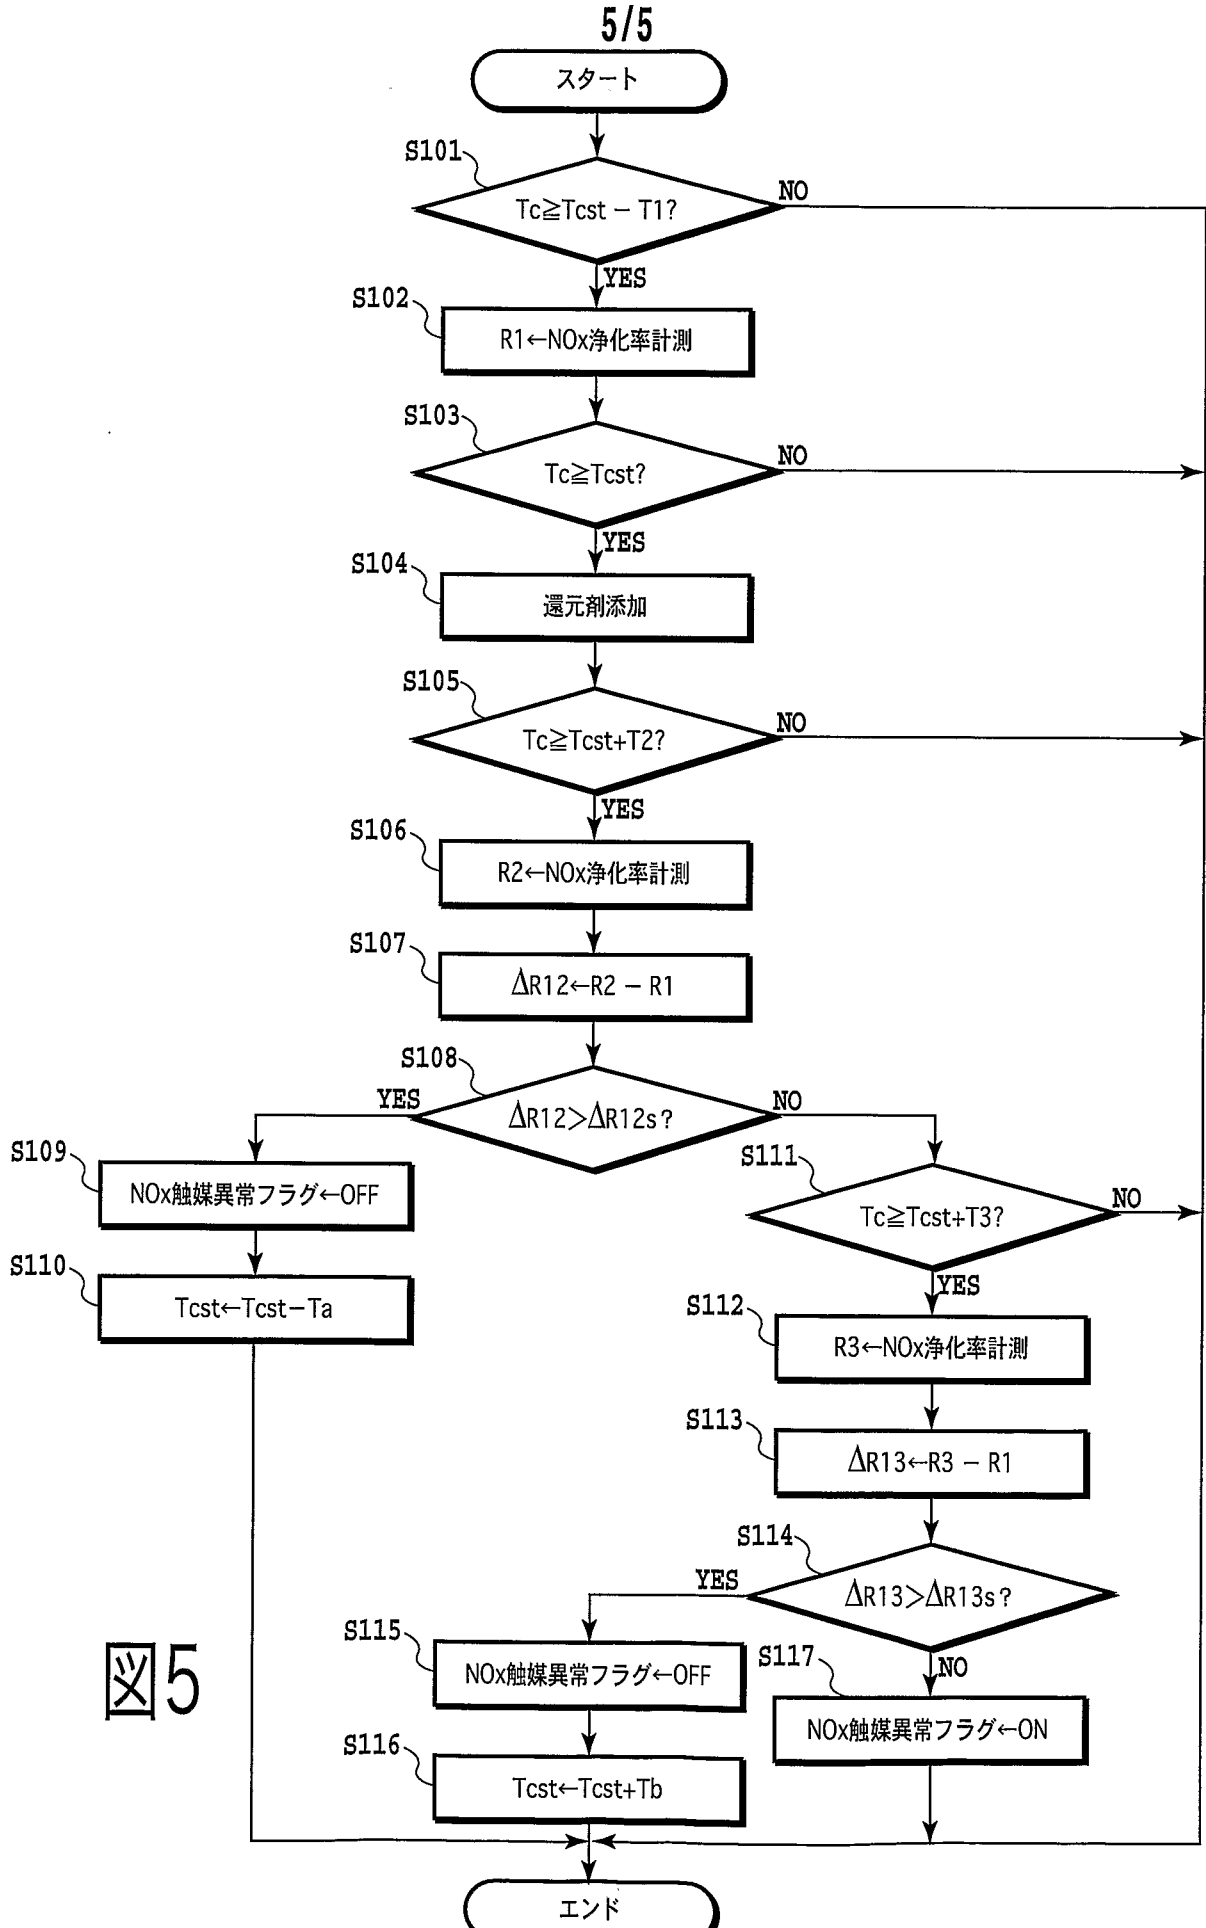 5/5
スタート
S101
Tc≧Tcst − T1?
NO
YES
S102
R1←NOx浄化率計測
S103
Tc≧Tcst?
NO
YES
S104
還元剤添加
S105
Tc≧Tcst+T2?
NO
YES
S106
R2←NOx浄化率計測
S107
ΔR12←R2 − R1
S108
YES
ΔR12>ΔR12s?
NO
S109
NOx触媒異常フラグ←OFF
S110
Tcst←Tcst−Ta
S111
Tc≧Tcst+T3?
NO
YES
S112
R3←NOx浄化率計測
S113
ΔR13←R3 − R1
S114
YES
ΔR13>ΔR13s?
NO
S115
NOx触媒異常フラグ←OFF
S116
Tcst←Tcst+Tb
S117
NOx触媒異常フラグ←ON
エンド
図5